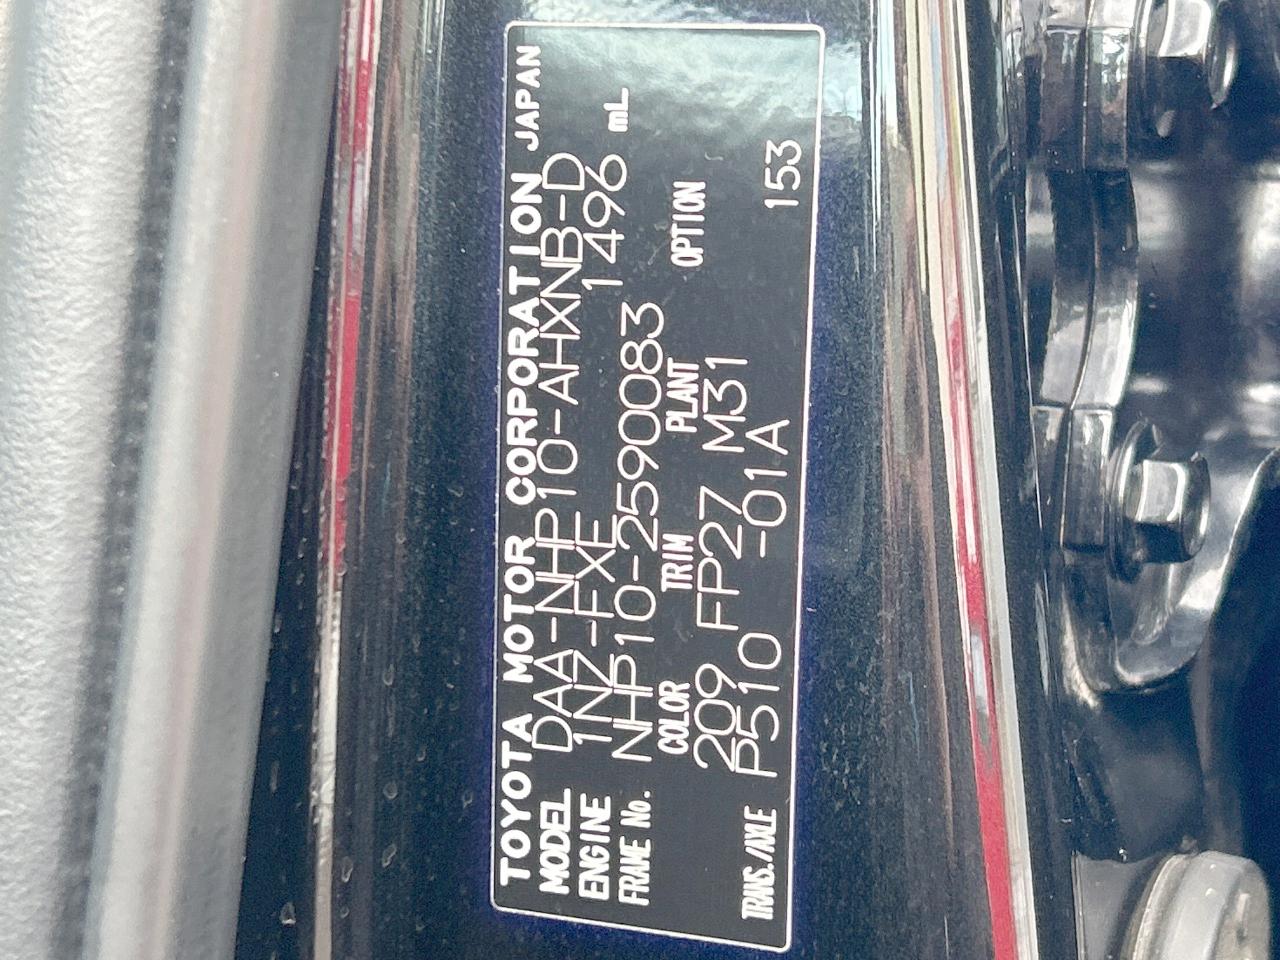 TOYOTA MOTOR CORPORATION JAPAN
MODEL DAA-NHP10-AHXNB-D
ENGINE 1NZ-FXE 1496 mL
FRAME No. NHP10-2590083
COLOR TRIM PLANT OPTION
209 FP27 M31
TRANS./AXLE P510 -01A 153